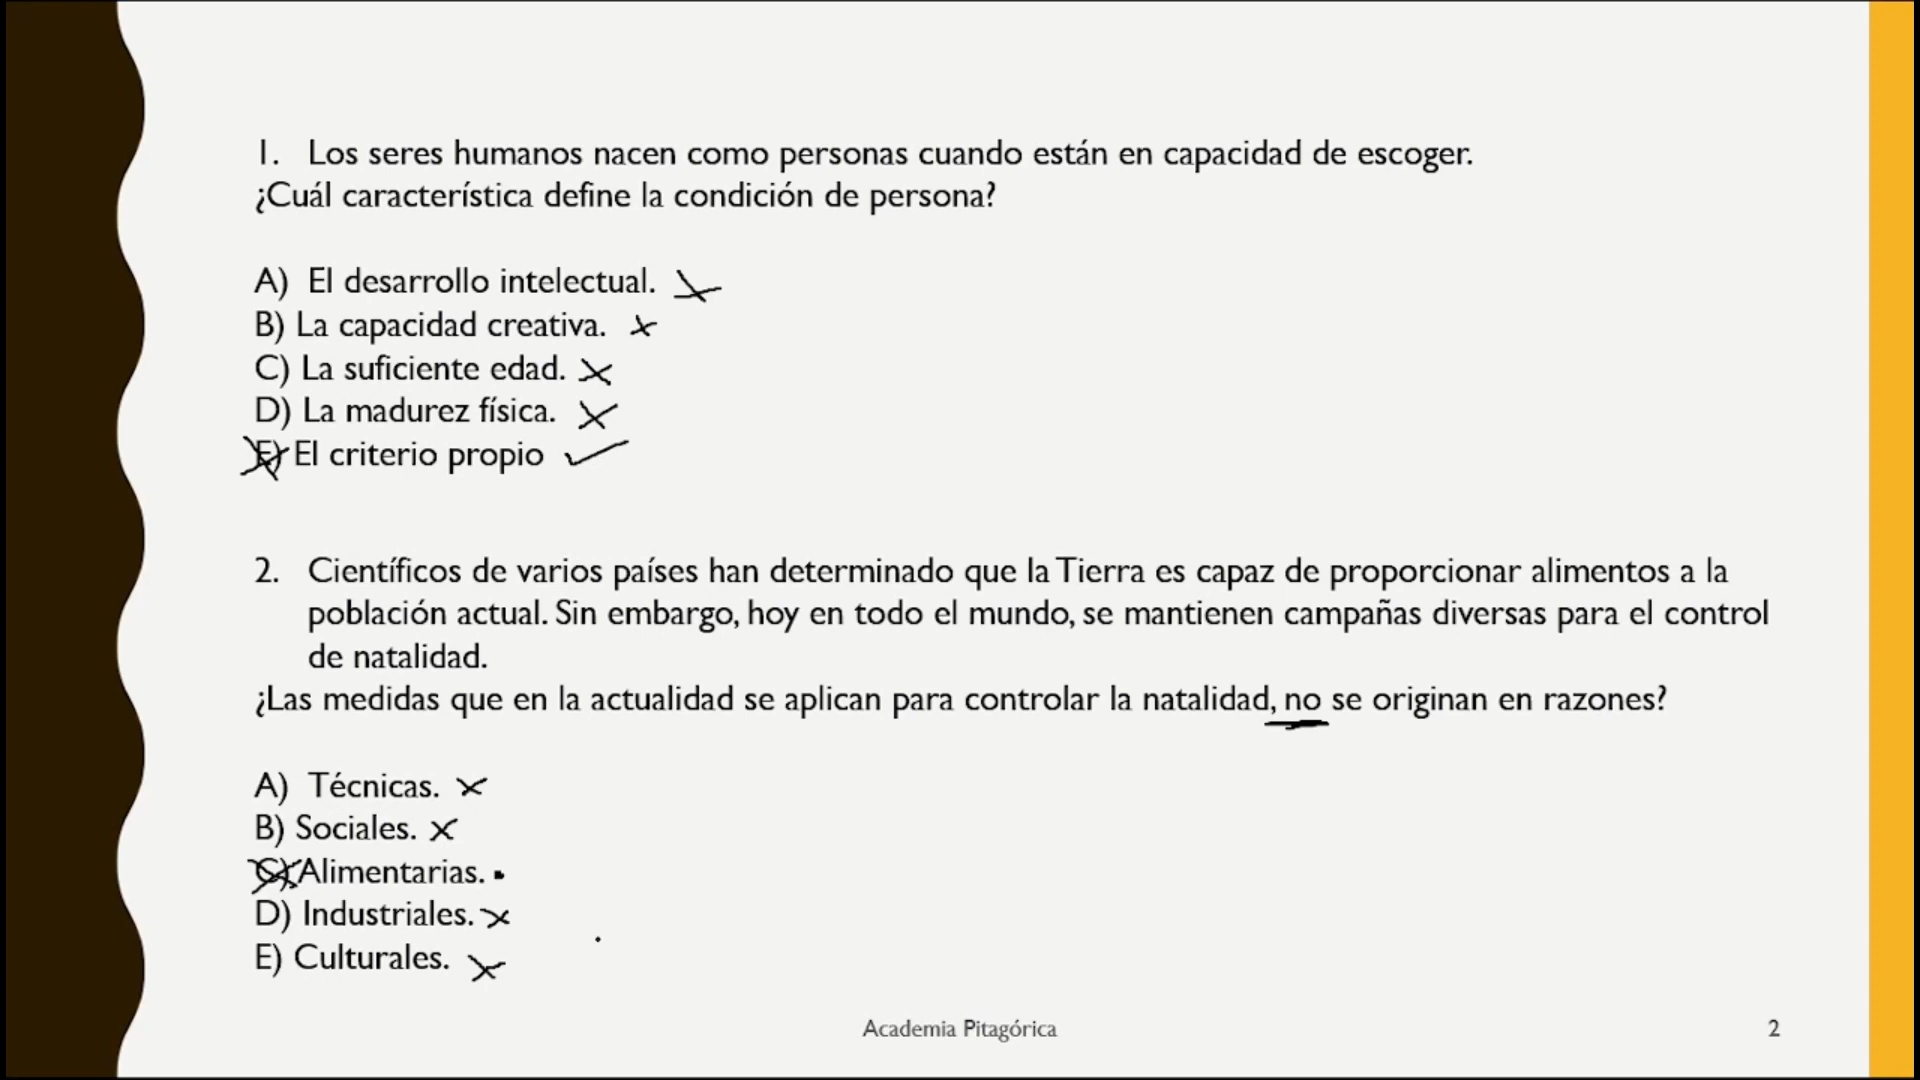 1. Los seres humanos nacen como personas cuando están en capacidad de escoger.
¿Cuál característica define la condición de persona?
A) El desarrollo intelectual.
B) La capacidad creativa.
C) La suficiente edad.
D) La madurez física.
E) El criterio propio
2. Científicos de varios países han determinado que la Tierra es capaz de proporcionar alimentos a la
población actual. Sin embargo, hoy en todo el mundo, se mantienen campañas diversas para el control
de natalidad.
¿Las medidas que en la actualidad se aplican para controlar la natalidad, no se originan en razones?
A) Técnicas.
B) Sociales.
C) Alimentarias.
D) Industriales.
E) Culturales.
Academia Pitagórica
2